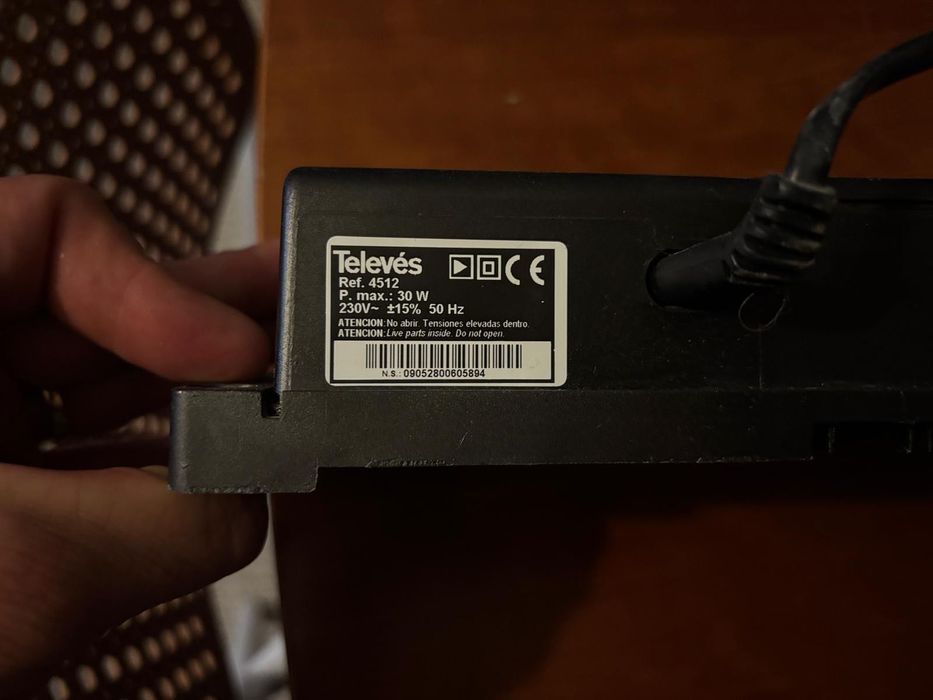 Televés
Ref. 4512
P. max.: 30 W
230V~ ±15% 50 Hz
ATENCION: No abrir. Tensiones elevadas dentro.
ATENCION: Live parts inside. Do not open.
N.S.: 09052800605894